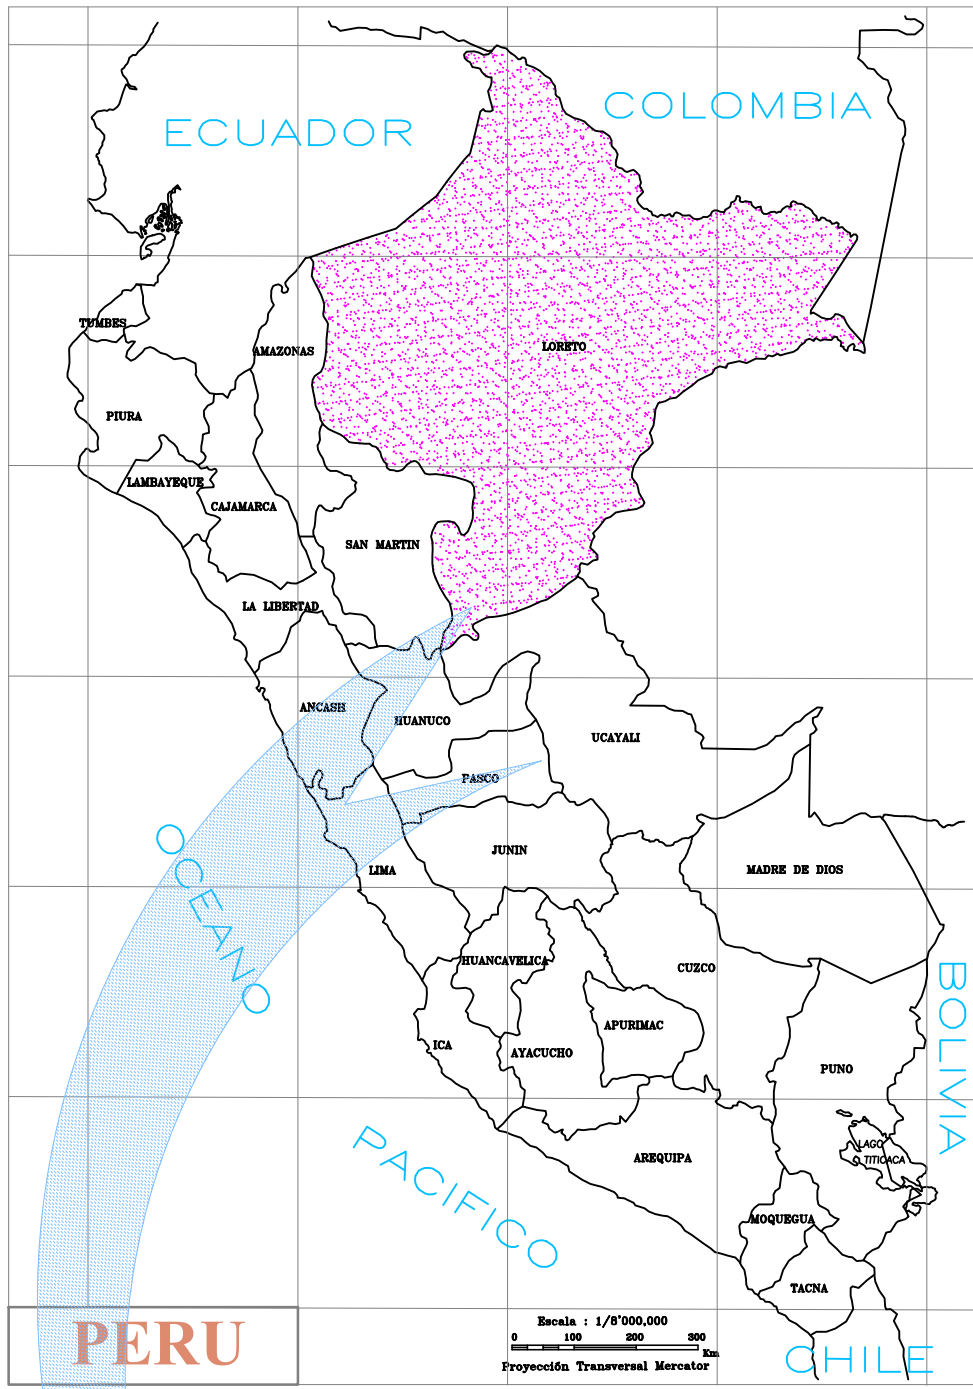 COLOMBIA
ECUADOR
TUMBES
AMAZONAS
LORETO
PIURA
LAMBAYEQUE
CAJAMARCA
SAN MARTIN
LA LIBERTAD
ANCASH
HUANUCO
UCAYALI
PASCO
OCEANO
JUNIN
LIMA
MADRE DE DIOS
HUANCAVELICA
CUZCO
BOLIVIA
APURIMAC
ICA
AYACUCHO
PUNO
PACIFICO
LAGO
TITICACA
AREQUIPA
MOQUEGUA
TACNA
PERU
Escala : 1/8'000,000
0 100 200 300
Km
Proyección Transversal Mercator
CHILE